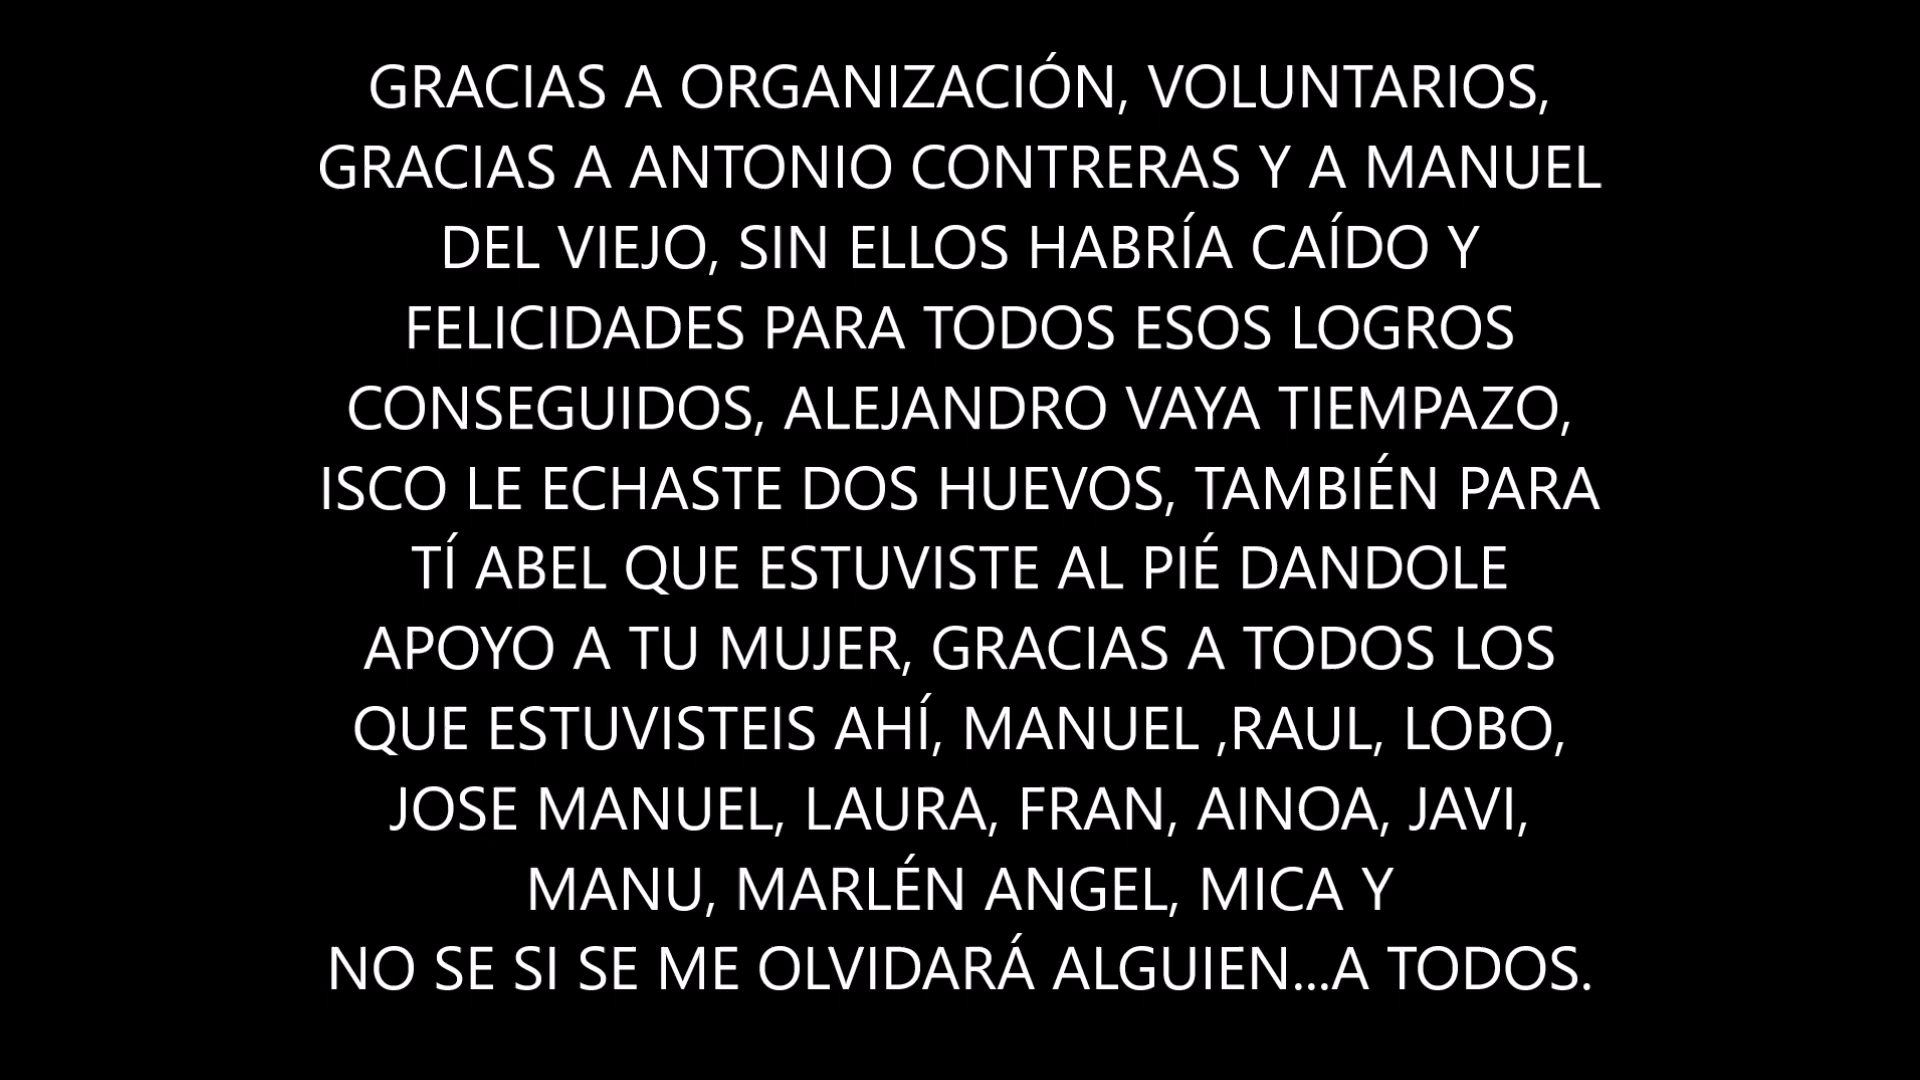 GRACIAS A ORGANIZACIÓN, VOLUNTARIOS,
GRACIAS A ANTONIO CONTRERAS Y A MANUEL
DEL VIEJO, SIN ELLOS HABRÍA CAÍDO Y
FELICIDADES PARA TODOS ESOS LOGROS
CONSEGUIDOS, ALEJANDRO VAYA TIEMPAZO,
ISCO LE ECHASTE DOS HUEVOS, TAMBIÉN PARA
TÍ ABEL QUE ESTUVISTE AL PIÉ DANDOLE
APOYO A TU MUJER, GRACIAS A TODOS LOS
QUE ESTUVISTEIS AHÍ, MANUEL ,RAUL, LOBO,
JOSE MANUEL, LAURA, FRAN, AINOA, JAVI,
MANU, MARLÉN ANGEL, MICA Y
NO SE SI SE ME OLVIDARÁ ALGUIEN...A TODOS.